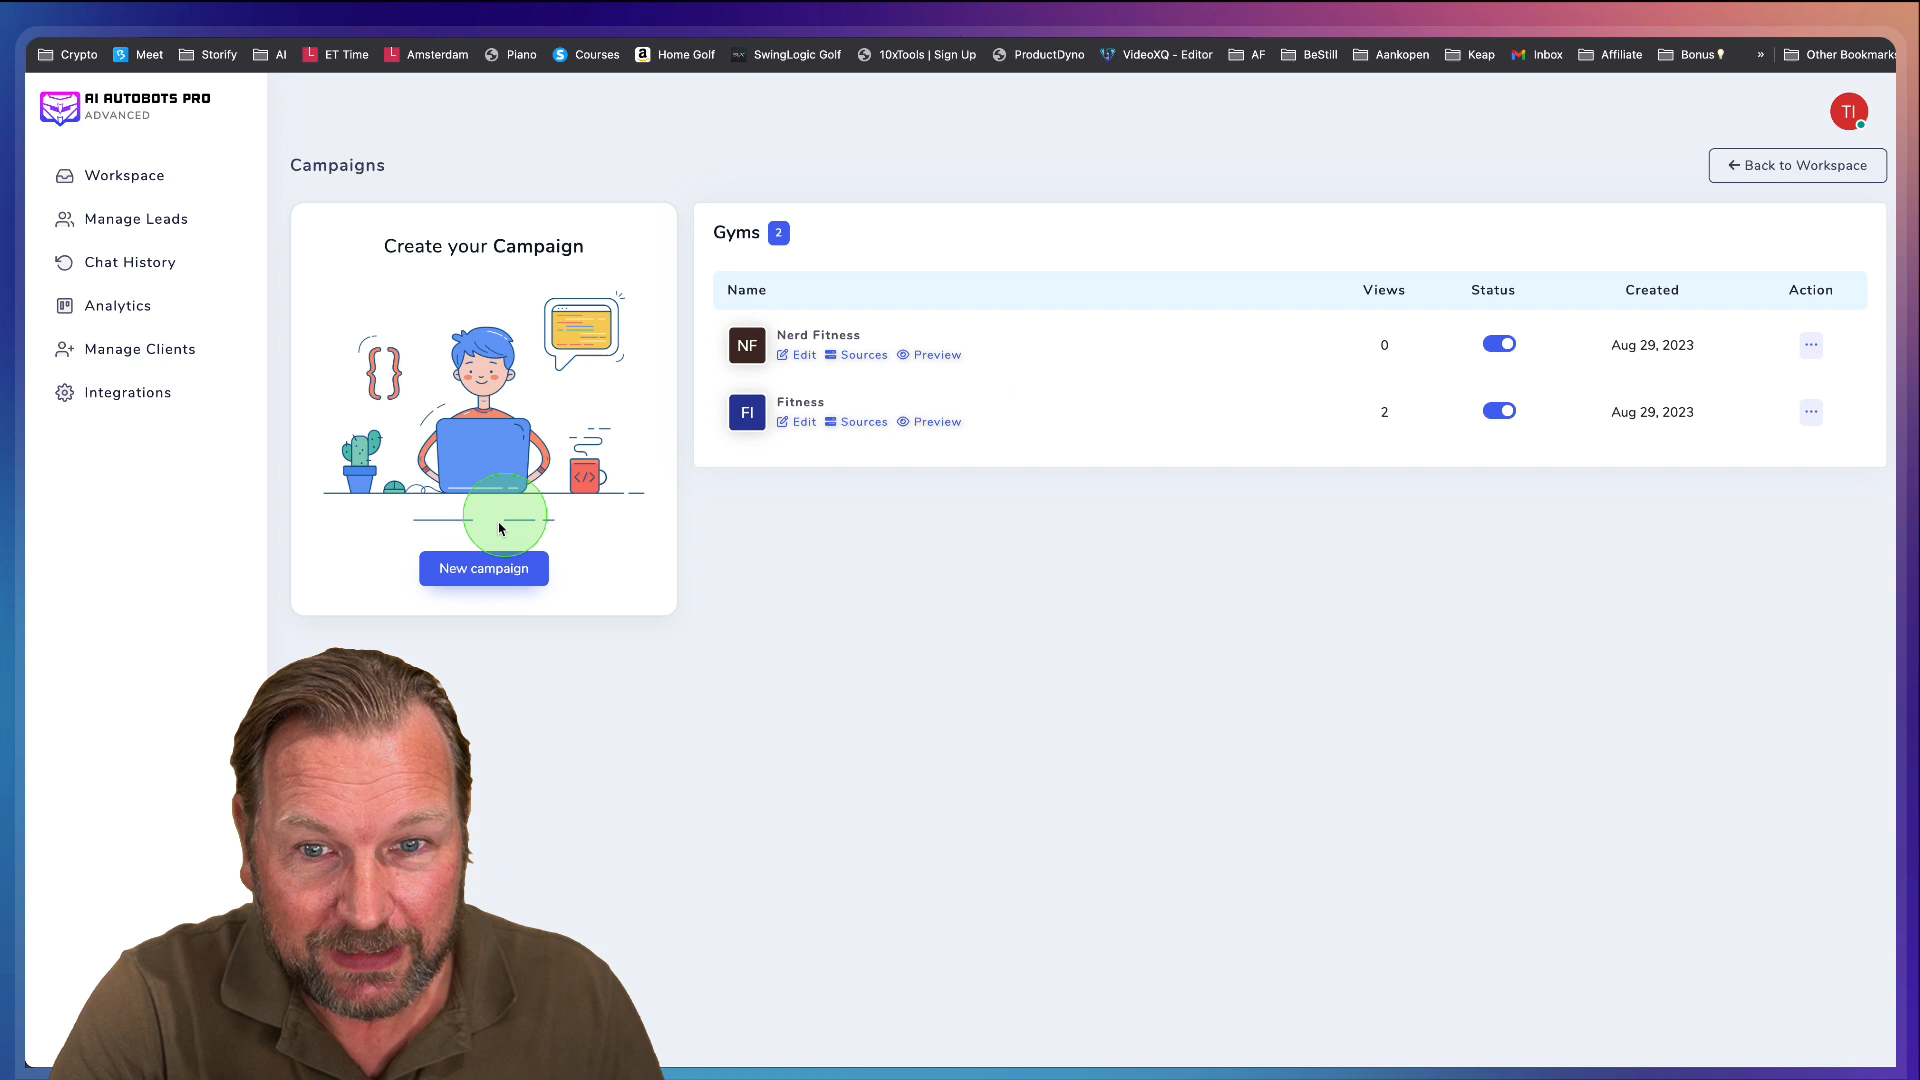 Crypto Meet Storify AI ET Time Amsterdam Piano Courses Home Golf SwingLogic Golf 10xTools | Sign Up ProductDyno VideoXQ - Editor AF BeStill Aankopen Keap Inbox Affiliate Bonus » Other Bookmarks
AI AUTOBOTS PRO
ADVANCED
TI
Workspace
Manage Leads
Chat History
Analytics
Manage Clients
Integrations
Campaigns
← Back to Workspace
Create your Campaign
</>
New campaign
Gyms 2
Name Views Status Created Action
NF Nerd Fitness 0 Aug 29, 2023 ...
Edit Sources Preview
FI Fitness 2 Aug 29, 2023 ...
Edit Sources Preview